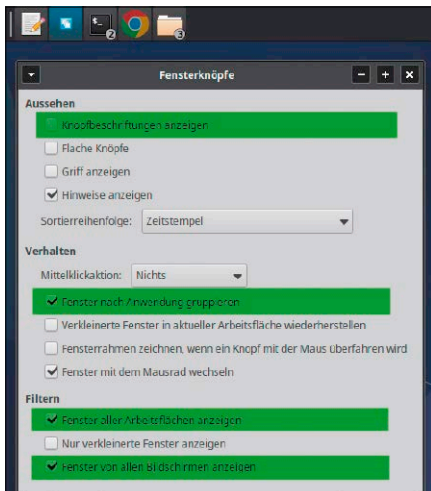 2
3
Fensterknöpfe
Aussehen
Knopfbeschriftungen anzeigen
Flache Knöpfe
Griff anzeigen
Hinweise anzeigen
Sortierreihenfolge: Zeitstempel
Verhalten
Mittelklickaktion: Nichts
Fenster nach Anwendung gruppieren
Verkleinerte Fenster in aktueller Arbeitsfläche wiederherstellen
Fensterrahmen zeichnen, wenn ein Knopf mit der Maus überfahren wird
Fenster mit dem Mausrad wechseln
Filtern
Fenster aller Arbeitsflächen anzeigen
Nur verkleinerte Fenster anzeigen
Fenster von allen Bildschirmen anzeigen